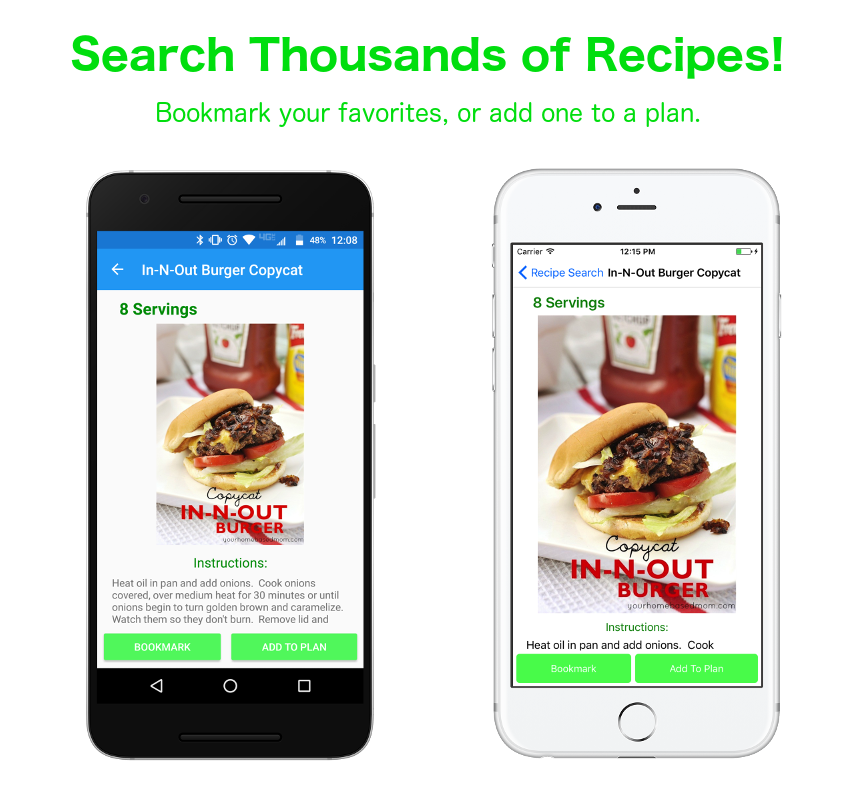 Search Thousands of Recipes!
Bookmark your favorites, or add one to a plan.
48% 12:08
In-N-Out Burger Copycat
8 Servings
Copycat
IN-N-OUT
BURGER
yourhomebasedmom.com
Instructions:
Heat oil in pan and add onions.  Cook onions
covered, over medium heat for 30 minutes or until
onions begin to turn golden brown and caramelize.
Watch them so they don't burn.  Remove lid and
BOOKMARK ADD TO PLAN
Carrier 12:15 PM
Recipe Search In-N-Out Burger Copycat
8 Servings
Copycat
IN-N-OUT
BURGER
yourhomebasedmom.com
Instructions:
Heat oil in pan and add onions.  Cook
Bookmark Add To Plan